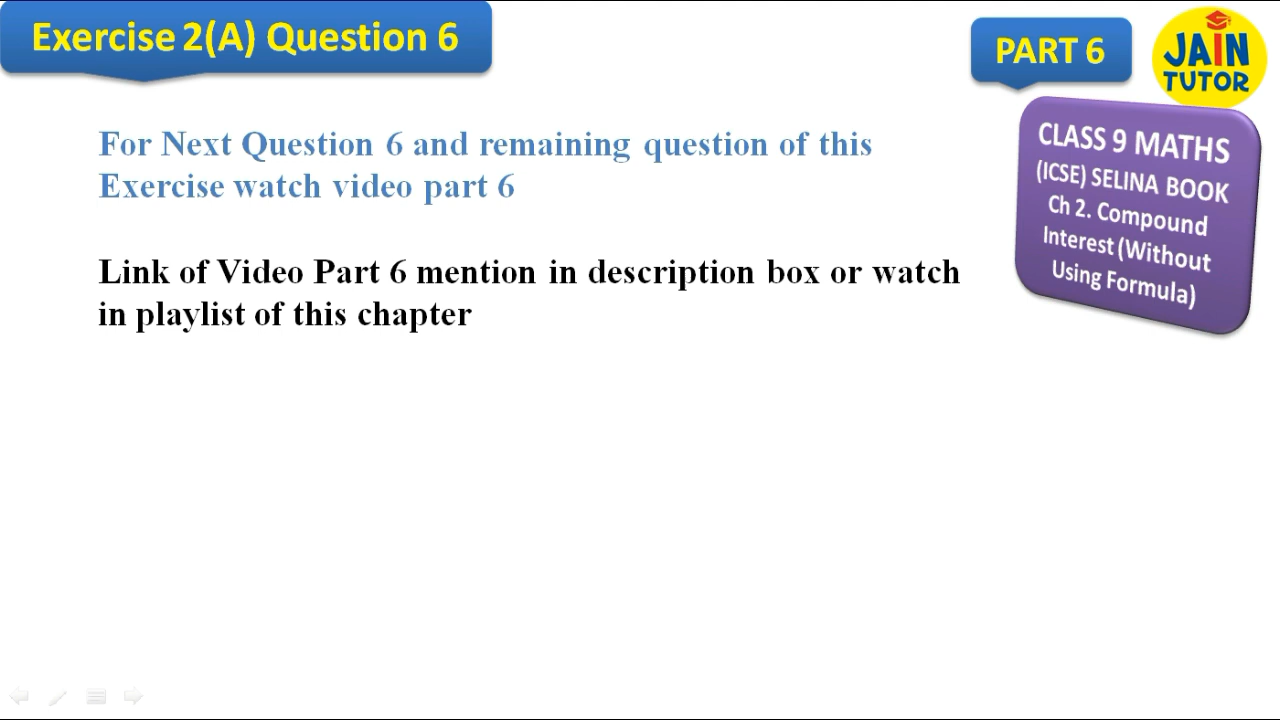 Exercise 2(A) Question 6
PART 6
JAIN
TUTOR
CLASS 9 MATHS
(ICSE) SELINA BOOK
Ch 2. Compound
Interest (Without
Using Formula)
For Next Question 6 and remaining question of this
Exercise watch video part 6
Link of Video Part 6 mention in description box or watch
in playlist of this chapter